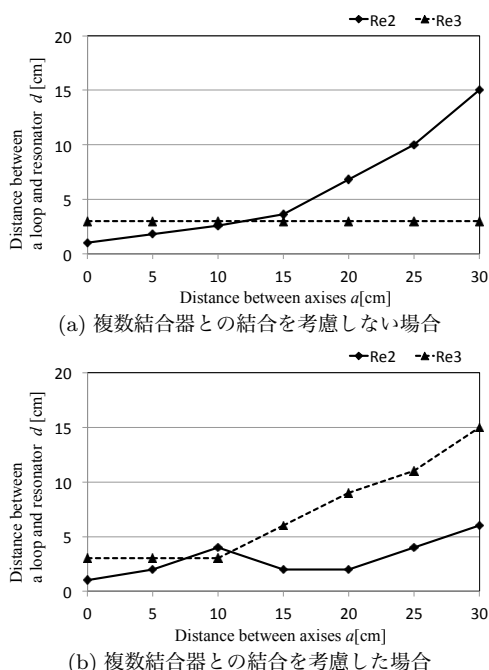 Re2 Re3
20
15
10
5
0
0 5 10 15 20 25 30
Distance between
a loop and resonator d [cm]
Distance between axises a[cm]
(a) 複数結合器との結合を考慮しない場合
Re2 Re3
20
15
10
5
0
0 5 10 15 20 25 30
Distance between
a loop and resonator d [cm]
Distance between axises a[cm]
(b) 複数結合器との結合を考慮した場合